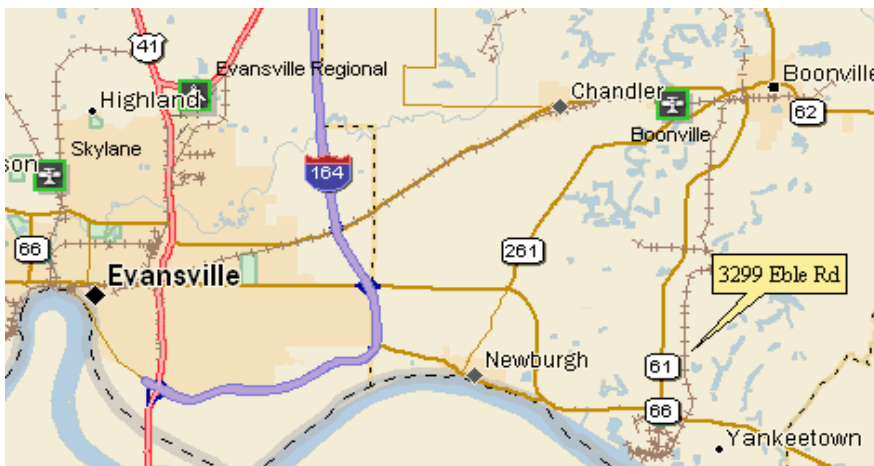 41
Evansville Regional
Highland
Chandler
Boonville
62
Boonville
Skylane
son
164
66
261
Evansville
3299 Eble Rd
Newburgh
61
66
Yankeetown